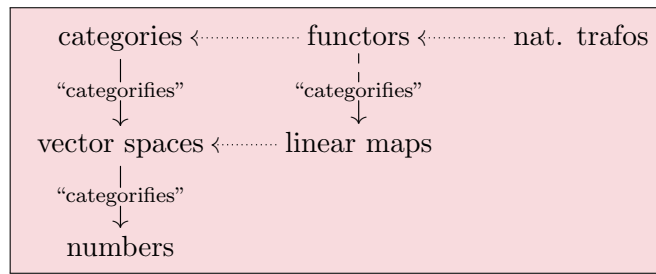 categories functors nat. trafos
“categorifies” “categorifies”
vector spaces linear maps
“categorifies”
numbers